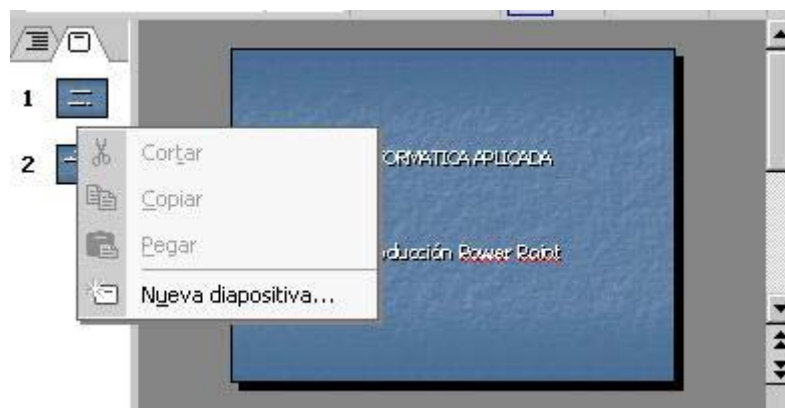 1
2
Cortar
Copiar
Pegar
Nueva diapositiva...
ORMATICA APLICADA
oducción Power Point